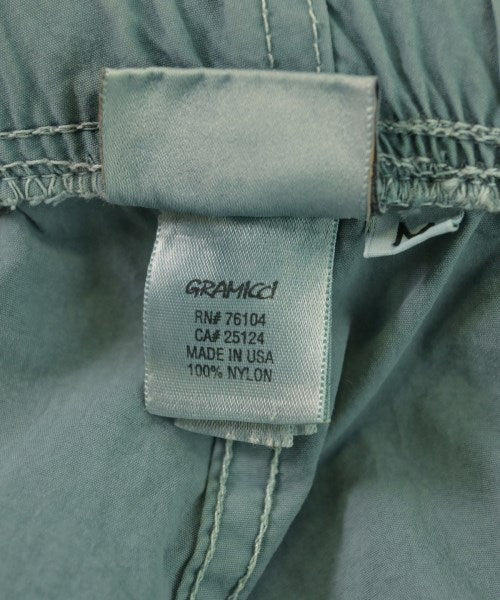 GRAMICCI
RN# 76104
CA# 25124
MADE IN USA
100% NYLON